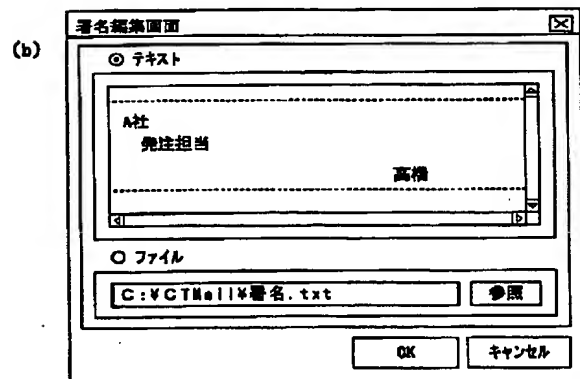 (b)
署名編集画面
◎ テキスト
A社
発注担当
高橋
○ ファイル
C:¥CTMail¥署名.txt 参照
OK キャンセル